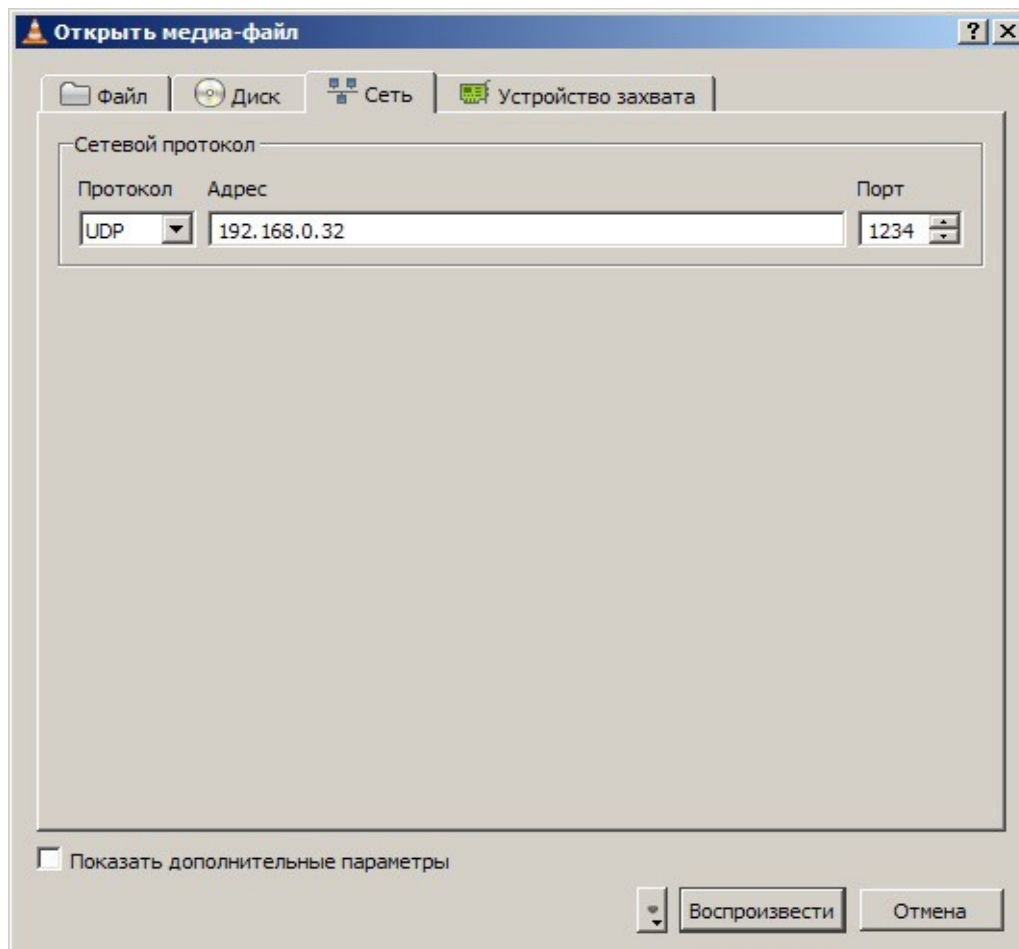 Открыть медиа-файл
Файл Диск Сеть Устройство захвата
Сетевой протокол
Протокол Адрес Порт
UDP 192.168.0.32 1234
Показать дополнительные параметры
Воспроизвести Отмена